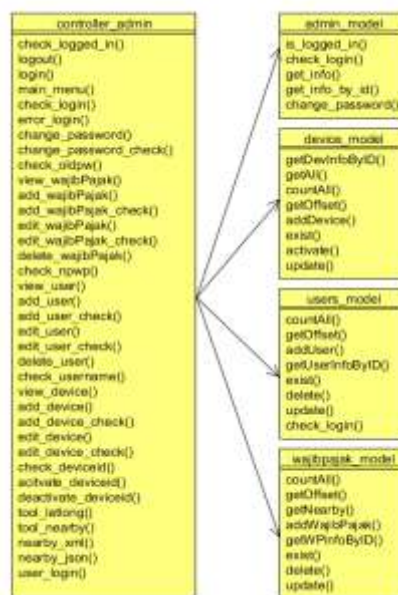 controller_admin
check_logged_in()
logout()
login()
main_menu()
check_login()
error_login()
change_password()
change_password_check()
check_oldpw()
view_wajibPajak()
add_wajibPajak()
add_wajibPajak_check()
edit_wajibPajak()
edit_wajibPajak_check()
delete_wajibPajak()
check_npwp()
view_user()
add_user()
add_user_check()
edit_user()
edit_user_check()
delete_user()
check_username()
view_device()
add_device()
add_device_check()
edit_device()
edit_device_check()
check_deviceid()
acitvate_deviceid()
deactivate_deviceid()
tool_latlong()
tool_nearby()
nearby_xml()
nearby_json()
user_login()
admin_model
is_logged_in()
check_login()
get_info()
get_info_by_id()
change_password()
device_model
getDevInfoByID()
getAll()
countAll()
getOffset()
addDevice()
exist()
activate()
update()
users_model
countAll()
getOffset()
addUser()
getUserInfoByID()
exist()
delete()
update()
check_login()
wajibpajak_model
countAll()
getOffset()
getNearby()
addWajibPajak()
getWPInfoByID()
exist()
delete()
update()